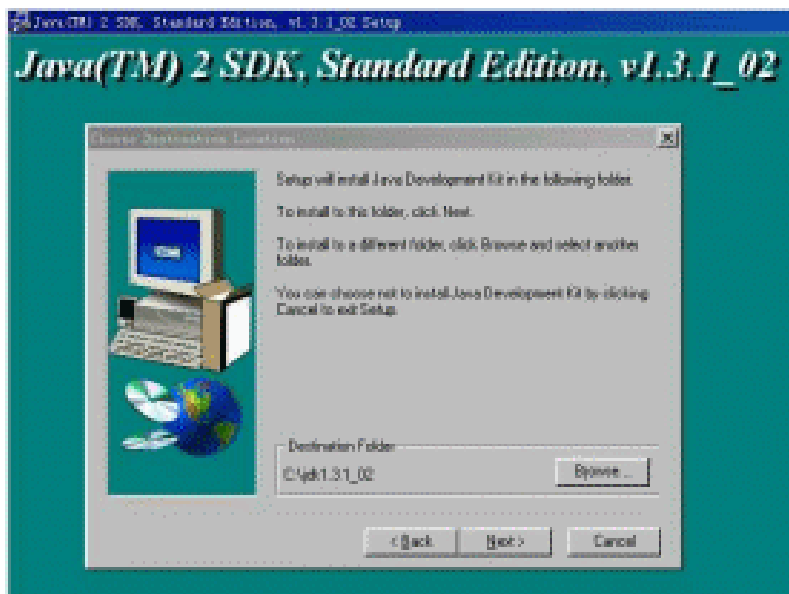 Java(TM) 2 SDK, Standard Edition, v1.3.1_02 Setup
Java(TM) 2 SDK, Standard Edition, v1.3.1_02
Choose Destination Location
Setup will install Java Development Kit in the following folder.
To install to this folder, click Next.
To install to a different folder, click Browse and select another
folder.
You can choose not to install Java Development Kit by clicking
Cancel to exit Setup.
Destination Folder
C:\jdk1.3.1_02
Browse...
< Back
Next >
Cancel